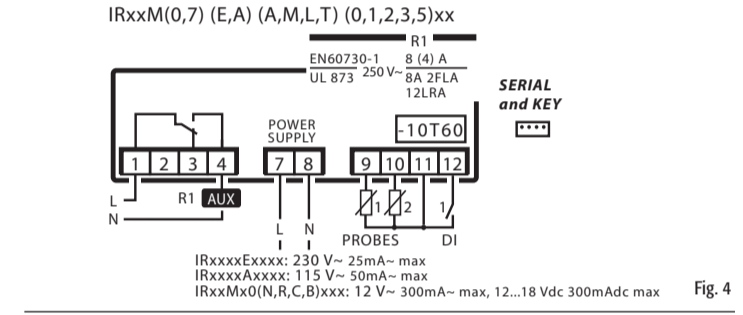 IRxxM(0,7) (E,A) (A,M,L,T) (0,1,2,3,5)xx
R1
EN60730-1 8 (4) A
UL 873 250 V~ 8A 2FLA
12LRA
SERIAL
and KEY
POWER
SUPPLY
-10T60
1 2 3 4 7 8 9 10 11 12
L R1 AUX 1 2 1
N
L N PROBES DI
IRxxxxExxxx: 230 V~ 25mA~ max
IRxxxxAxxxx: 115 V~ 50mA~ max
IRxxMx0(N,R,C,B)xxx: 12 V~ 300mA~ max, 12...18 Vdc 300mAdc max
Fig. 4